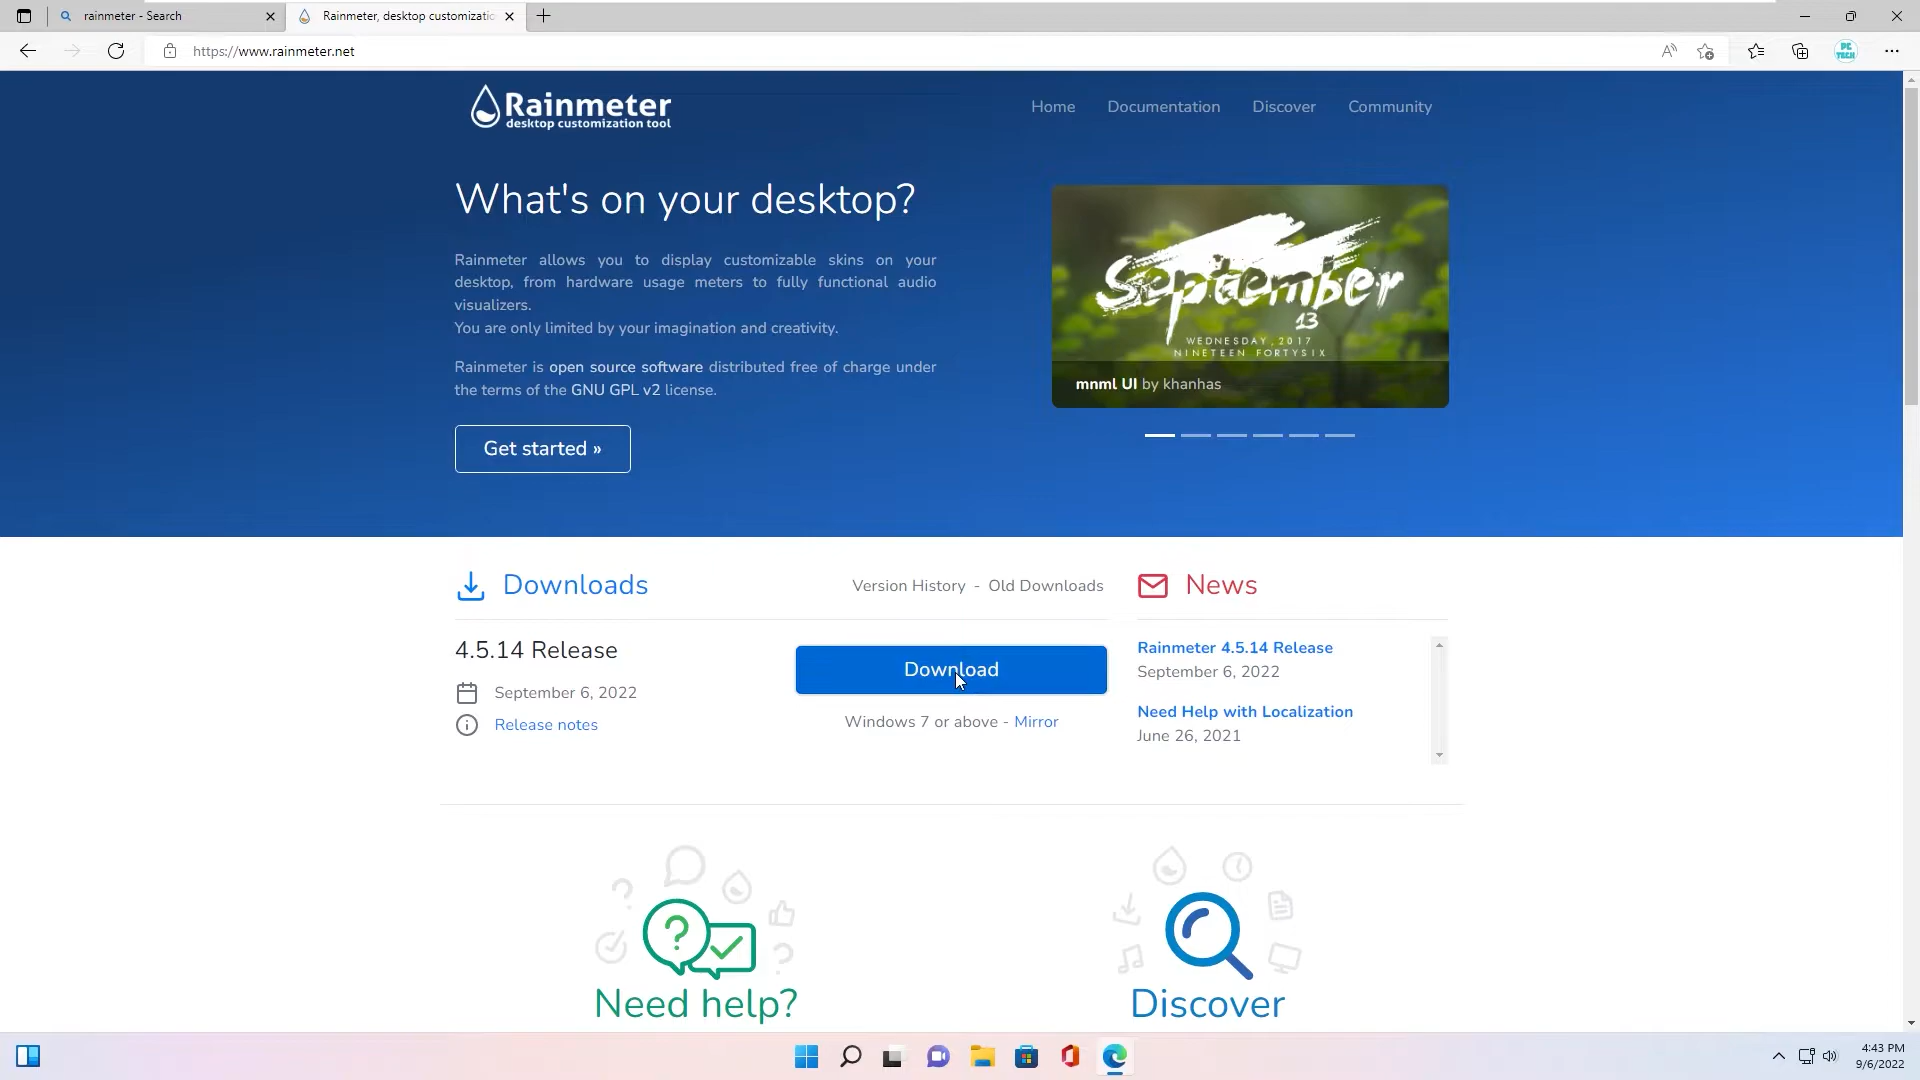 rainmeter - Search
Rainmeter, desktop customizatio
https://www.rainmeter.net
PC
TECH
Rainmeter
desktop customization tool
Home
Documentation
Discover
Community
What's on your desktop?
Rainmeter allows you to display customizable skins on your
desktop, from hardware usage meters to fully functional audio
visualizers.
You are only limited by your imagination and creativity.
Rainmeter is open source software distributed free of charge under
the terms of the GNU GPL v2 license.
Get started »
September
13
WEDNESDAY, 2017
NINETEEN FORTYSIX
mnml UI by khanhas
Downloads
Version History - Old Downloads
4.5.14 Release
September 6, 2022
Release notes
Download
Windows 7 or above - Mirror
News
Rainmeter 4.5.14 Release
September 6, 2022
Need Help with Localization
June 26, 2021
Need help?
Discover
4:43 PM
9/6/2022